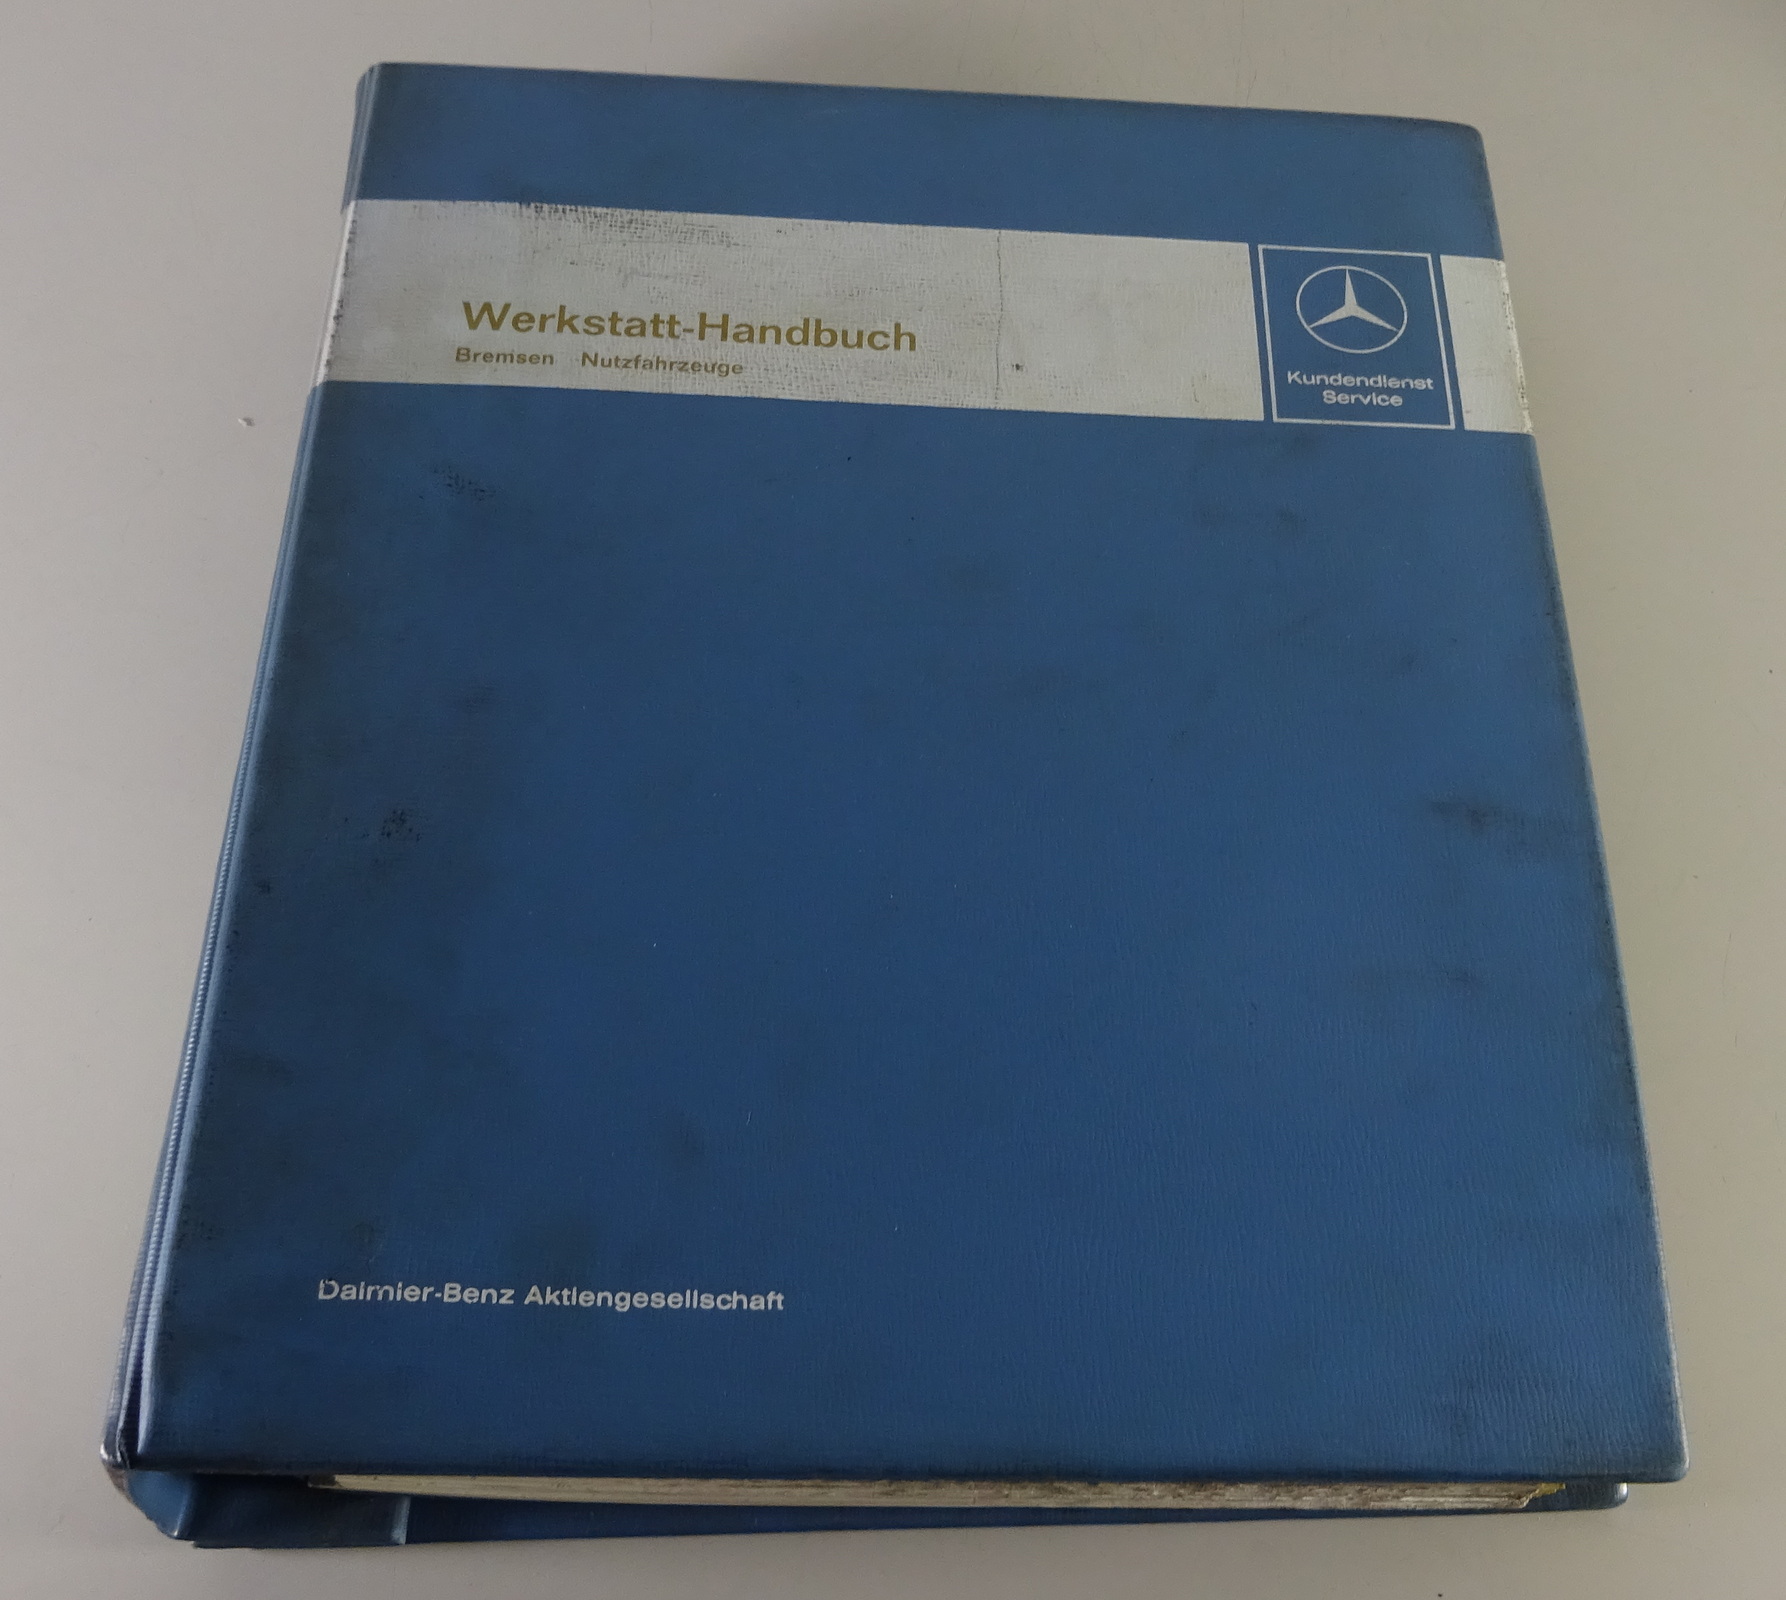 Werkstatt-Handbuch
Bremsen Nutzfahrzeuge
Kundendienst
Service
Daimler-Benz Aktiengesellschaft